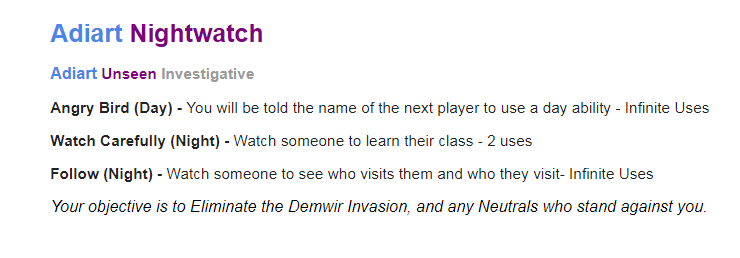 Adiart Nightwatch
Adiart Unseen Investigative
Angry Bird (Day) - You will be told the name of the next player to use a day ability - Infinite Uses
Watch Carefully (Night) - Watch someone to learn their class - 2 uses
Follow (Night) - Watch someone to see who visits them and who they visit- Infinite Uses
Your objective is to Eliminate the Demwir Invasion, and any Neutrals who stand against you.